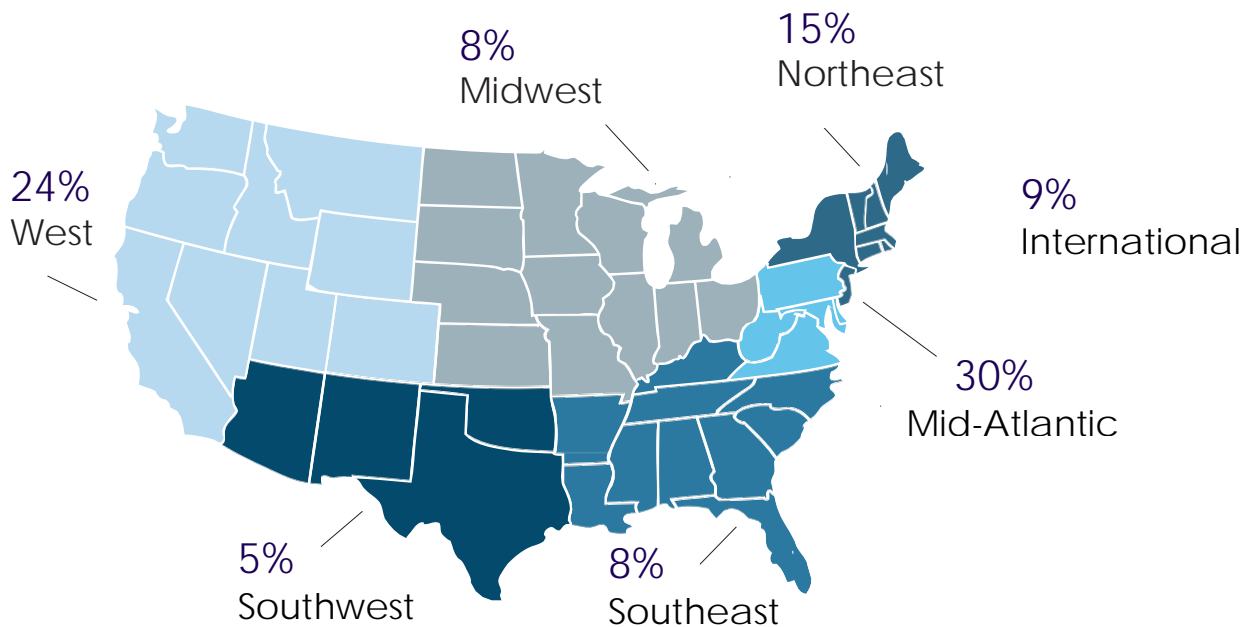 15%
Northeast
8%
Midwest
24%
West
9%
International
30%
Mid-Atlantic
5%
Southwest
8%
Southeast